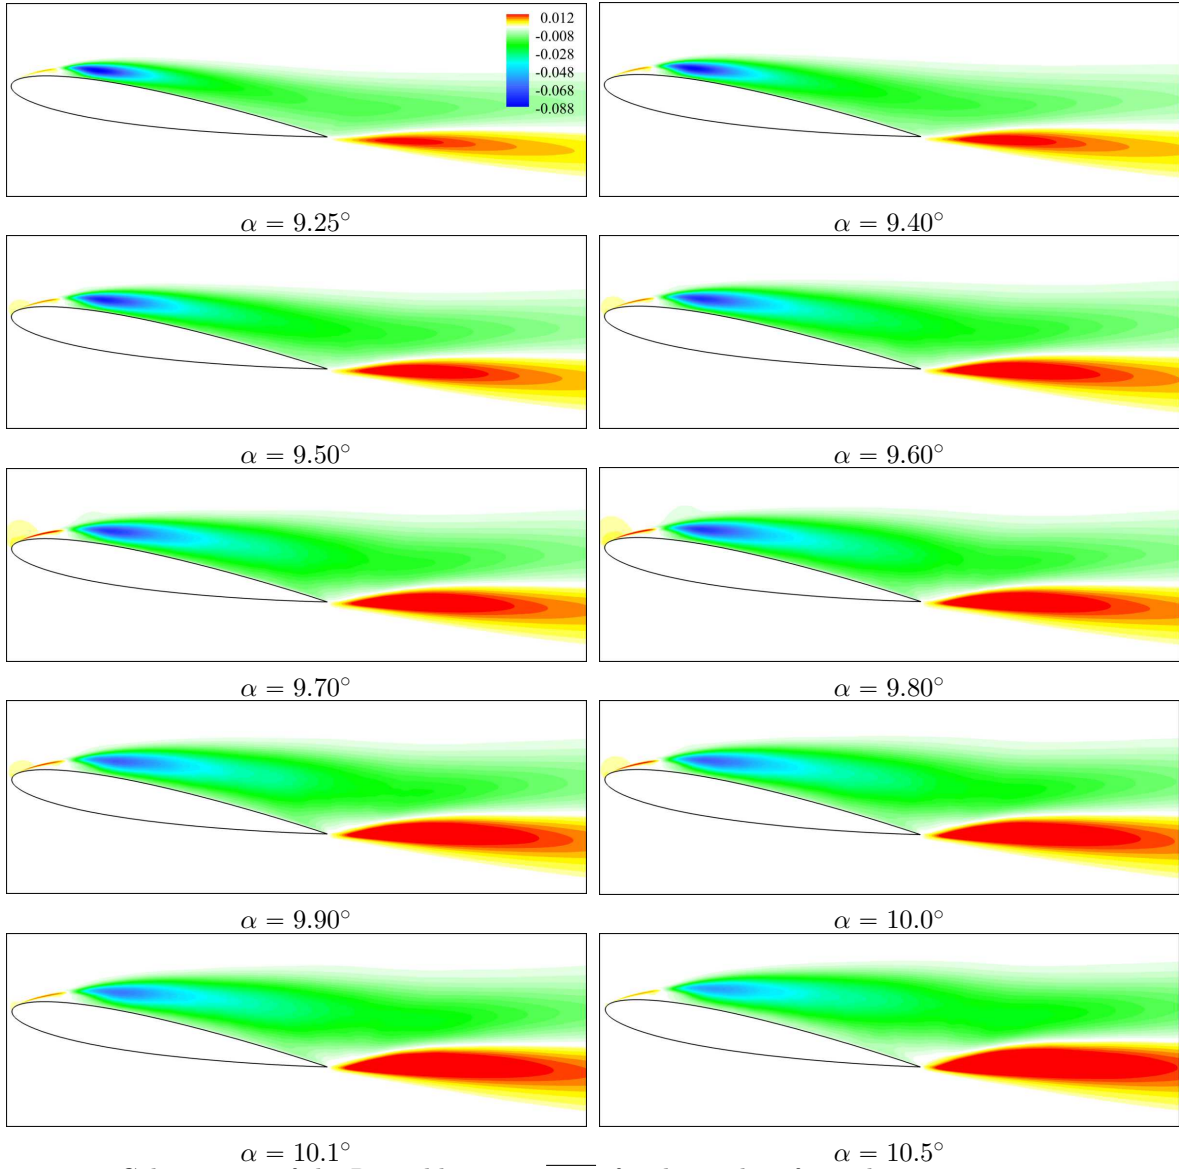 0.012
-0.008
-0.028
-0.048
-0.068
-0.088
α = 9.25°
α = 9.40°
α = 9.50°
α = 9.60°
α = 9.70°
α = 9.80°
α = 9.90°
α = 10.0°
α = 10.1°
α = 10.5°